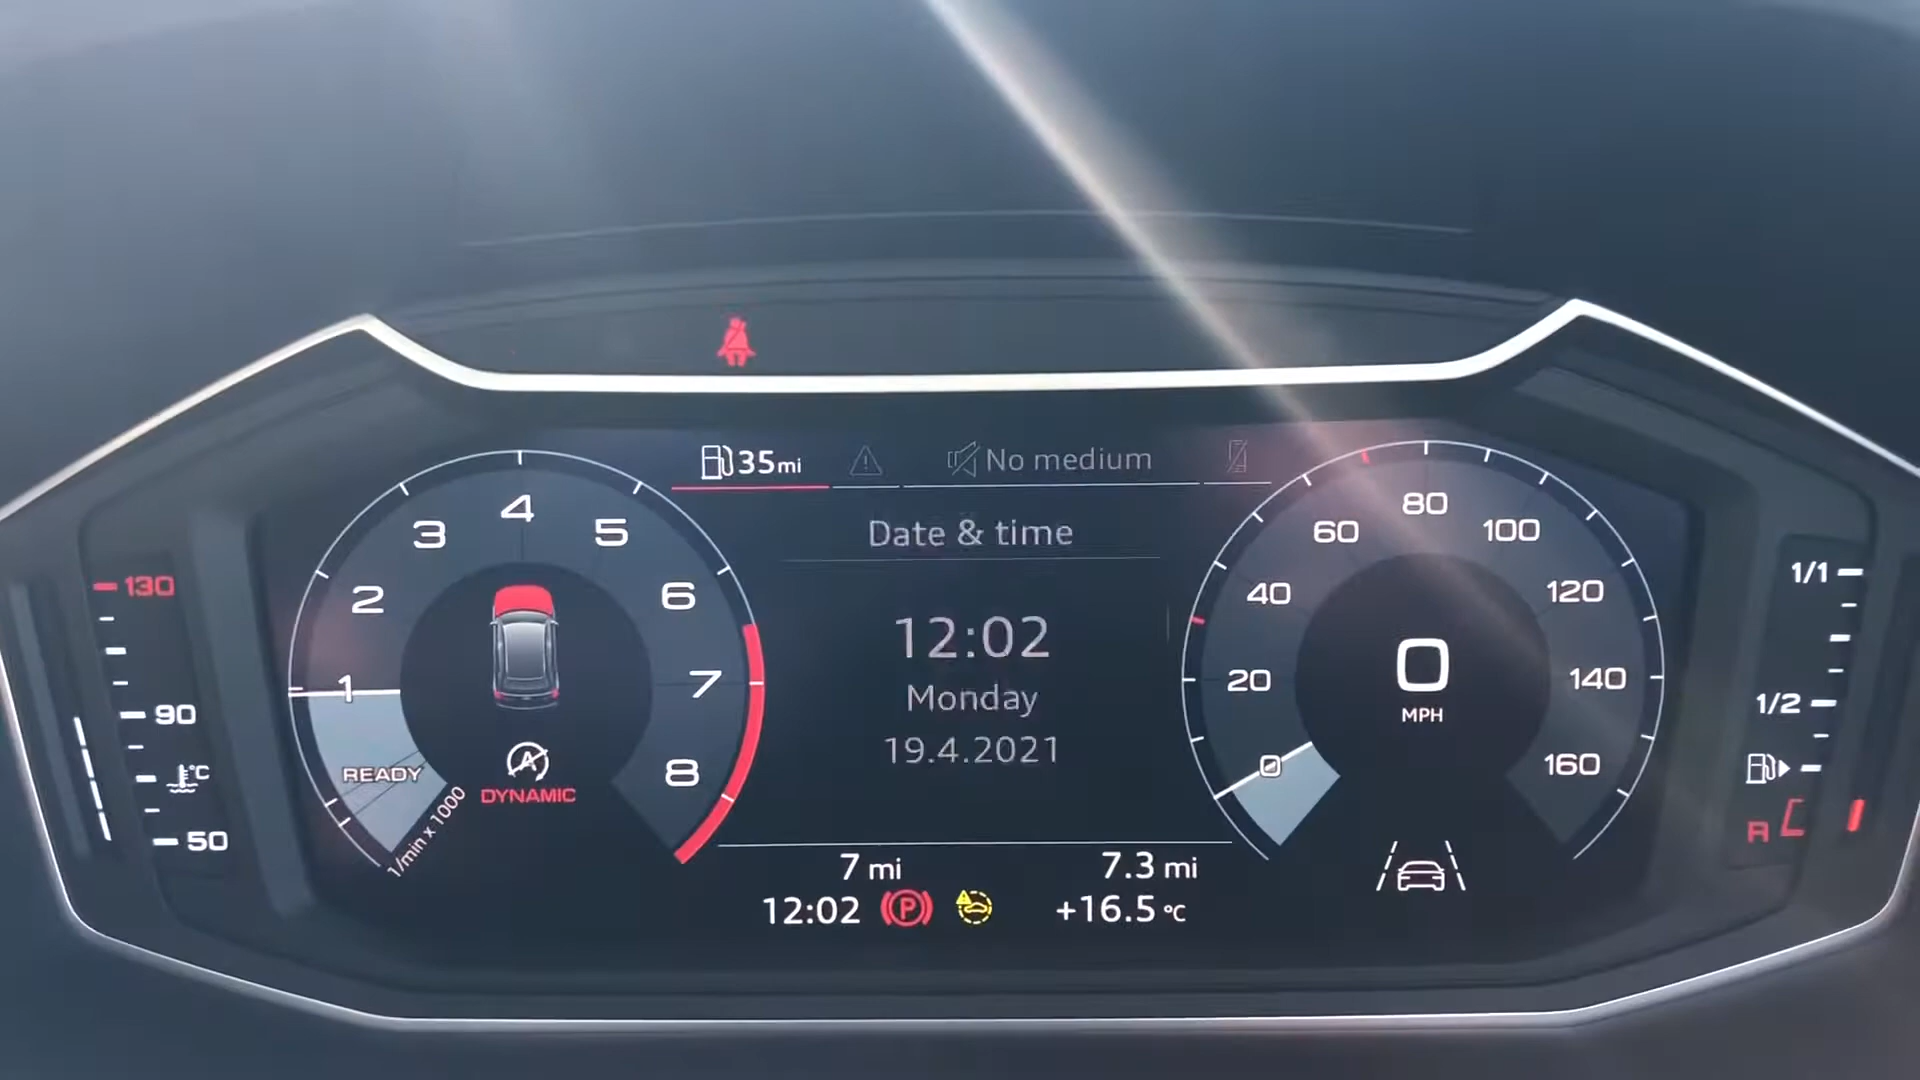 35mi
No medium
Date & time
12:02
Monday
19.4.2021
7 mi
7.3 mi
12:02
P
+16.5 °C
1
2
3
4
5
6
7
8
READY
1/min x 1000
A
DYNAMIC
0
20
40
60
80
100
120
140
160
0
MPH
130
90
°C
50
1/1
1/2
R